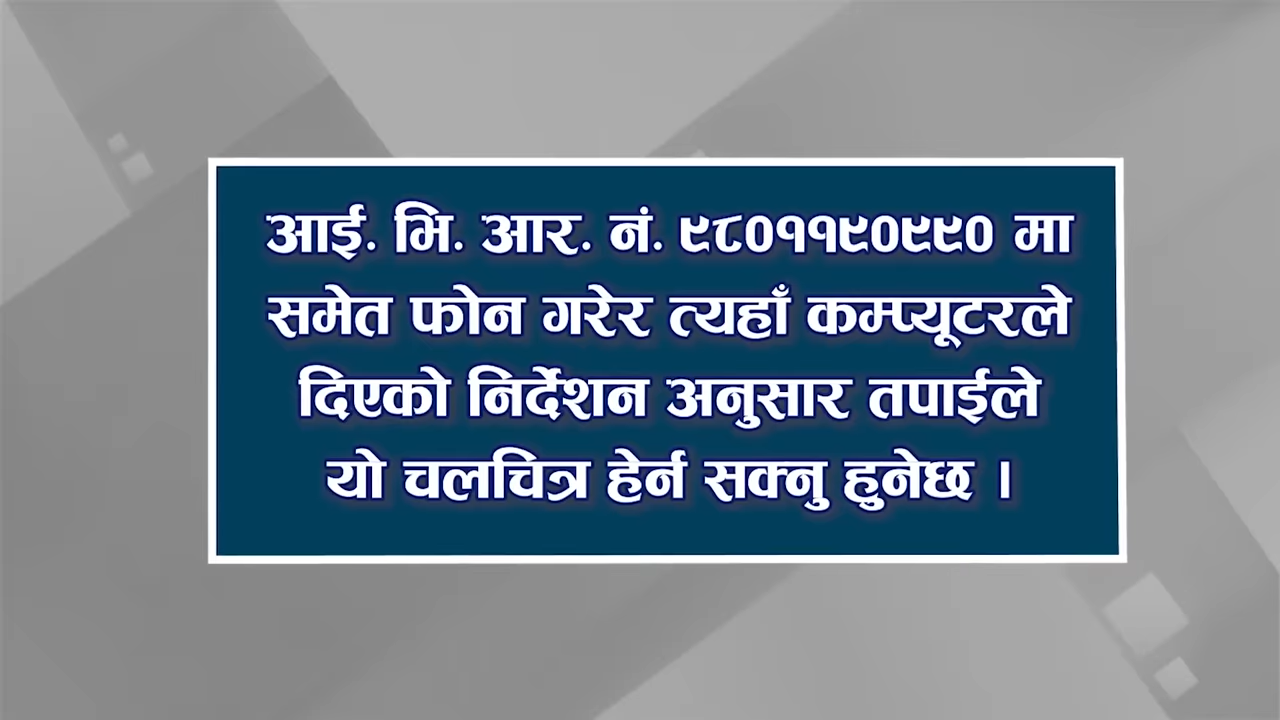 आई. भि. आर. नं. ९८०११९०९९० मा
समेत फोन गरेर त्यहाँ कम्प्यूटरले
दिएको निर्देशन अनुसार तपाईले
यो चलचित्र हेर्न सक्नु हुनेछ ।